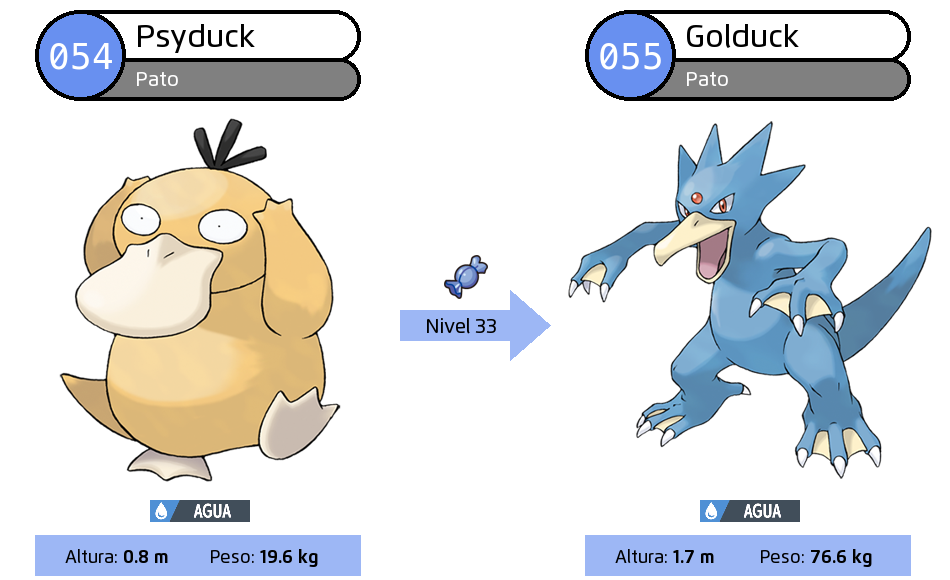 054 Psyduck
Pato
055 Golduck
Pato
Nivel 33
AGUA
AGUA
Altura: 0.8 m Peso: 19.6 kg
Altura: 1.7 m Peso: 76.6 kg